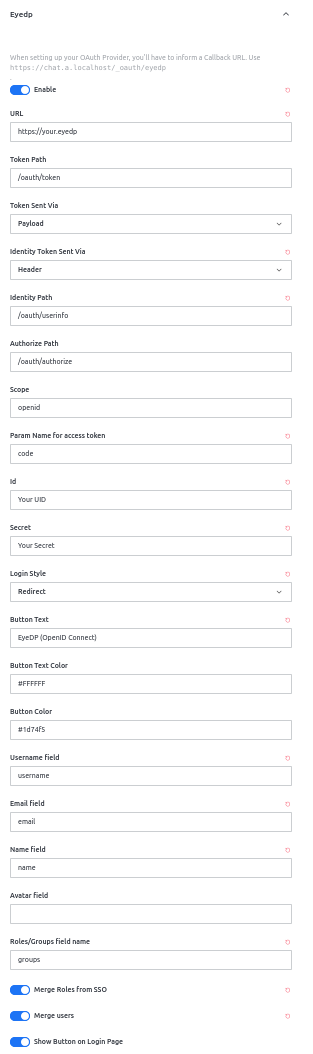 Eyedp
When setting up your OAuth Provider, you'll have to inform a Callback URL. Use
https://chat.a.localhost/_oauth/eyedp
.
Enable
URL
https://your.eyedp
Token Path
/oauth/token
Token Sent Via
Payload
Identity Token Sent Via
Header
Identity Path
/oauth/userinfo
Authorize Path
/oauth/authorize
Scope
openid
Param Name for access token
code
Id
Your UID
Secret
Your Secret
Login Style
Redirect
Button Text
EyeDP (OpenID Connect)
Button Text Color
#FFFFFF
Button Color
#1d74f5
Username field
username
Email field
email
Name field
name
Avatar field
Roles/Groups field name
groups
Merge Roles from SSO
Merge users
Show Button on Login Page